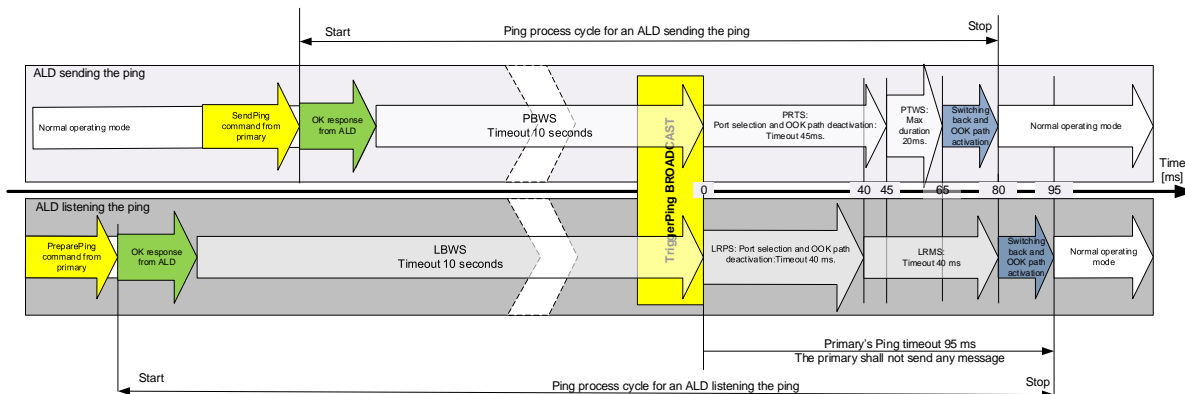 Start
Ping process cycle for an ALD sending the ping
Stop
ALD sending the ping
Normal operating mode
SendPing
command from
primary
OK response
from ALD
PBWS
Timeout 10 seconds
TriggerPing BROADCAST
PRTS:
Port selection and OOK path deactivation:
Timeout 45ms.
PTWS:
Max
duration
20ms.
Switching
back and
OOK path
activation
Normal operating mode
Time
[ms]
0
40
45
65
80
95
ALD listening the ping
PreparePing
command from
primary
OK response
from ALD
LBWS
Timeout 10 seconds
LRPS: Port selection and OOK path
deactivation:Timeout 40 ms.
LRMS:
Timeout 40 ms
Switching
back and
OOK path
activation
Normal operating
mode
Primary's Ping timeout 95 ms
The primary shall not send any message
Start
Ping process cycle for an ALD listening the ping
Stop